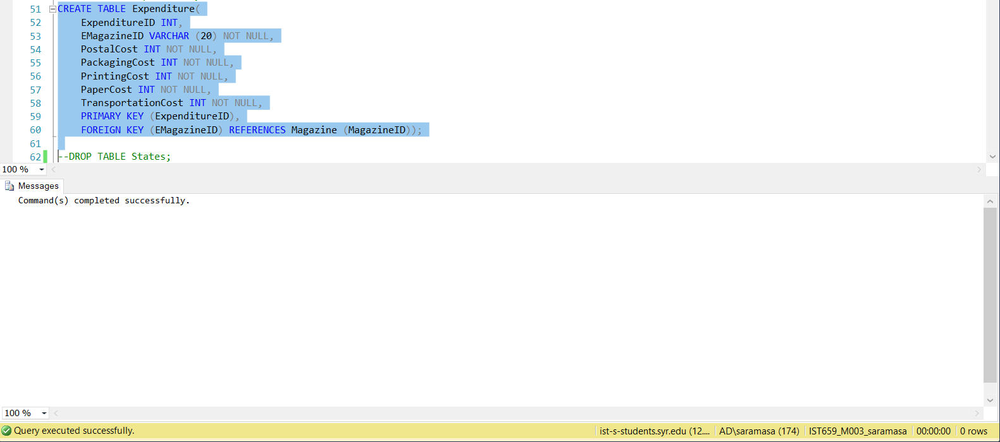 51 CREATE TABLE Expenditure(
52 ExpenditureID INT,
53 EMagazineID VARCHAR (20) NOT NULL,
54 PostalCost INT NOT NULL,
55 PackagingCost INT NOT NULL,
56 PrintingCost INT NOT NULL,
57 PaperCost INT NOT NULL,
58 TransportationCost INT NOT NULL,
59 PRIMARY KEY (ExpenditureID),
60 FOREIGN KEY (EMagazineID) REFERENCES Magazine (MagazineID));
61
62 --DROP TABLE States;
100 %
Messages
Command(s) completed successfully.
100 %
Query executed successfully. ist-s-students.syr.edu (12.... AD\saramasa (174) IST659_M003_saramasa 00:00:00 0 rows